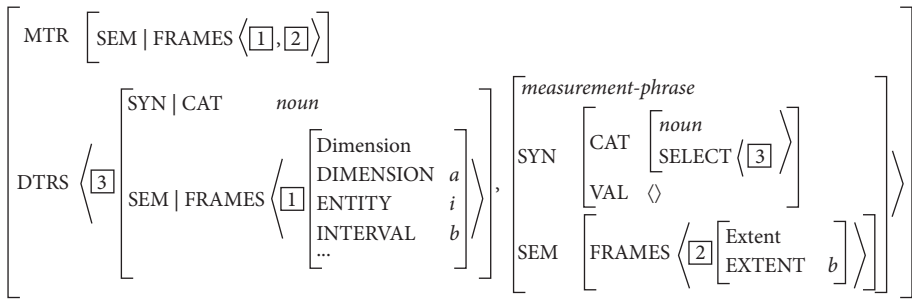 MTR [SEM | FRAMES ⟨[1], [2]⟩]
DTRS ⟨[3] [SYN | CAT noun
SEM | FRAMES ⟨[1] [Dimension
DIMENSION a
ENTITY i
INTERVAL b
...]⟩],
[measurement-phrase
SYN [CAT [noun
SELECT ⟨[3]⟩]
VAL ⟨⟩]
SEM [FRAMES ⟨[2] [Extent
EXTENT b]⟩]]⟩